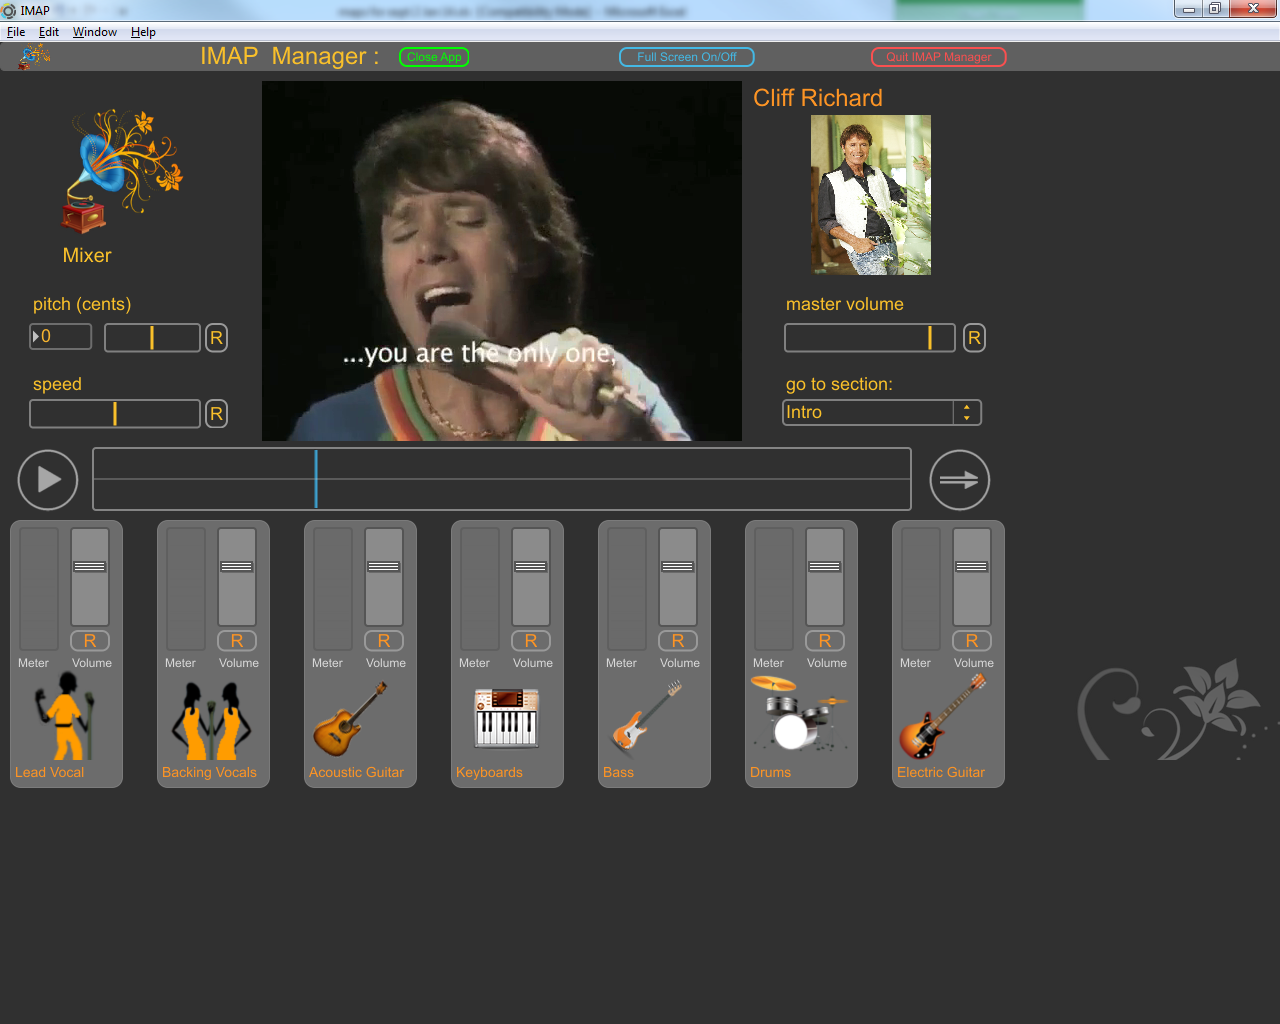 IMAP
File Edit Window Help
IMAP Manager :
Close App
Full Screen On/Off
Quit IMAP Manager
Cliff Richard
Mixer
...you are the only one,
pitch (cents)
0
R
speed
R
master volume
R
go to section:
Intro
R R R R R R R
Meter Volume Meter Volume Meter Volume Meter Volume Meter Volume Meter Volume Meter Volume
Lead Vocal Backing Vocals Acoustic Guitar Keyboards Bass Drums Electric Guitar